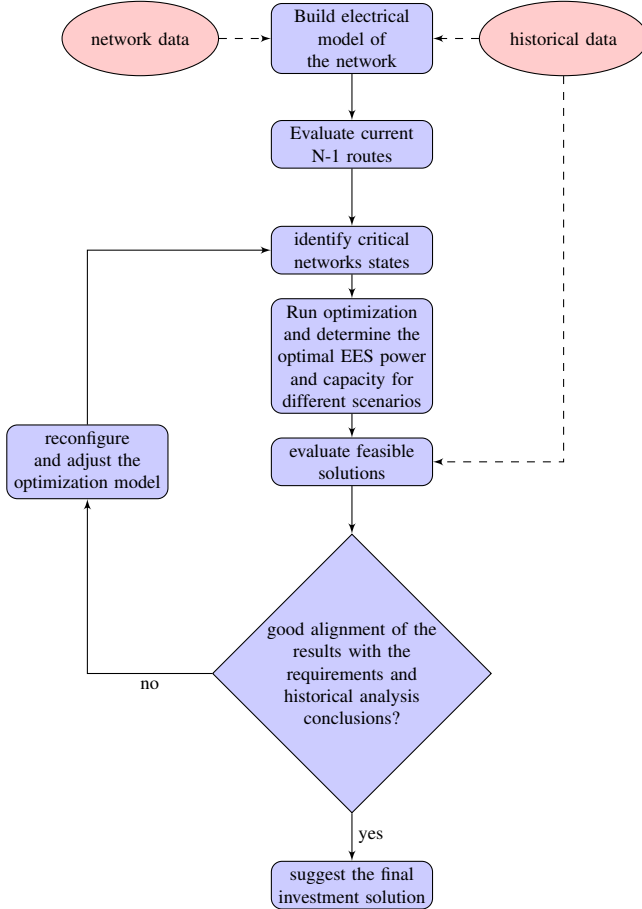 network data
Build electrical
model of
the network
historical data
Evaluate current
N-1 routes
identify critical
networks states
Run optimization
and determine the
optimal EES power
and capacity for
different scenarios
reconfigure
and adjust the
optimization model
evaluate feasible
solutions
good alignment of the
results with the
requirements and
historical analysis
conclusions?
no
yes
suggest the final
investment solution